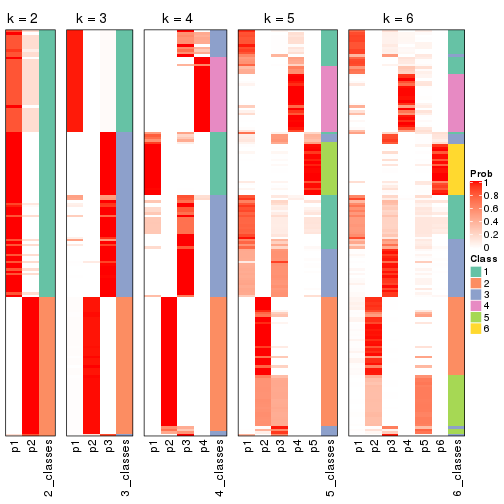 k = 2
k = 3
k = 4
k = 5
k = 6
Prob
1
0.8
0.6
0.4
0.2
0
Class
1
2
3
4
5
6
p1
p2
2_classes
p1
p2
p3
3_classes
p1
p2
p3
p4
4_classes
p1
p2
p3
p4
p5
5_classes
p1
p2
p3
p4
p5
p6
6_classes